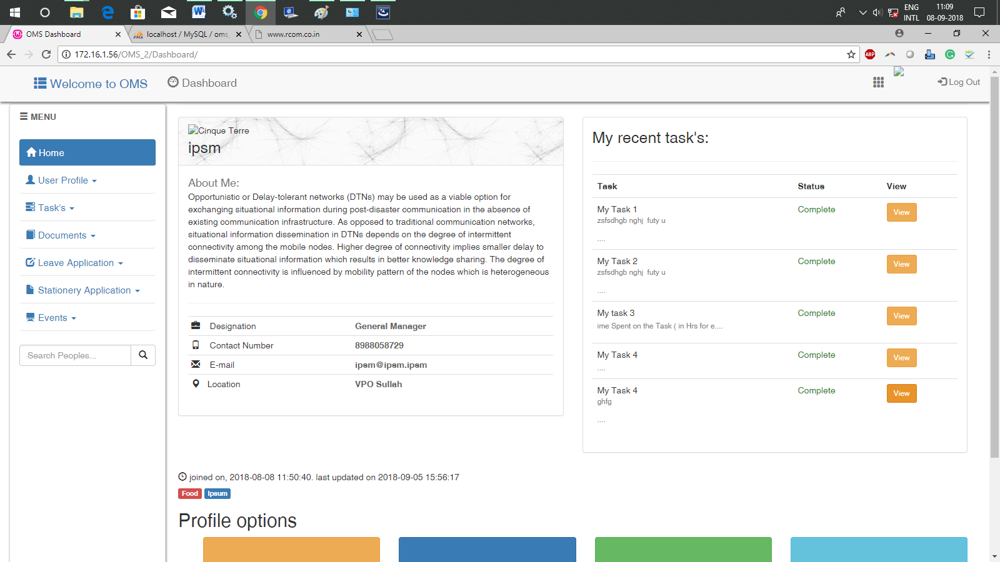 ENG
INTL
11:09
08-09-2018
OMS Dashboard
localhost / MySQL / oms_
www.rcom.co.in
172.16.1.56/OMS_2/Dashboard/
ABP
Welcome to OMS
Dashboard
Log Out
MENU
Home
User Profile
Task's
Documents
Leave Application
Stationery Application
Events
Search Peoples...
Cinque Terre
ipsm
About Me:
Opportunistic or Delay-tolerant networks (DTNs) may be used as a viable option for
exchanging situational information during post-disaster communication in the absence of
existing communication infrastructure. As opposed to traditional communication networks,
situational information dissemination in DTNs depends on the degree of intermittent
connectivity among the mobile nodes. Higher degree of connectivity implies smaller delay to
disseminate situational information which results in better knowledge sharing. The degree of
intermittent connectivity is influenced by mobility pattern of the nodes which is heterogeneous
in nature.
Designation General Manager
Contact Number 8988058729
E-mail ipsm@ipsm.ipsm
Location VPO Sullah
My recent task's:
Task Status View
My Task 1 Complete View
zsfsdhgb nghj futy u
....
My Task 2 Complete View
zsfsdhgb nghj futy u
....
My task 3 Complete View
ime Spent on the Task ( in Hrs for e....
My Task 4 Complete View
....
My Task 4 Complete View
ghfg
....
joined on, 2018-08-08 11:50:40. last updated on 2018-09-05 15:56:17
Food Ipsum
Profile options